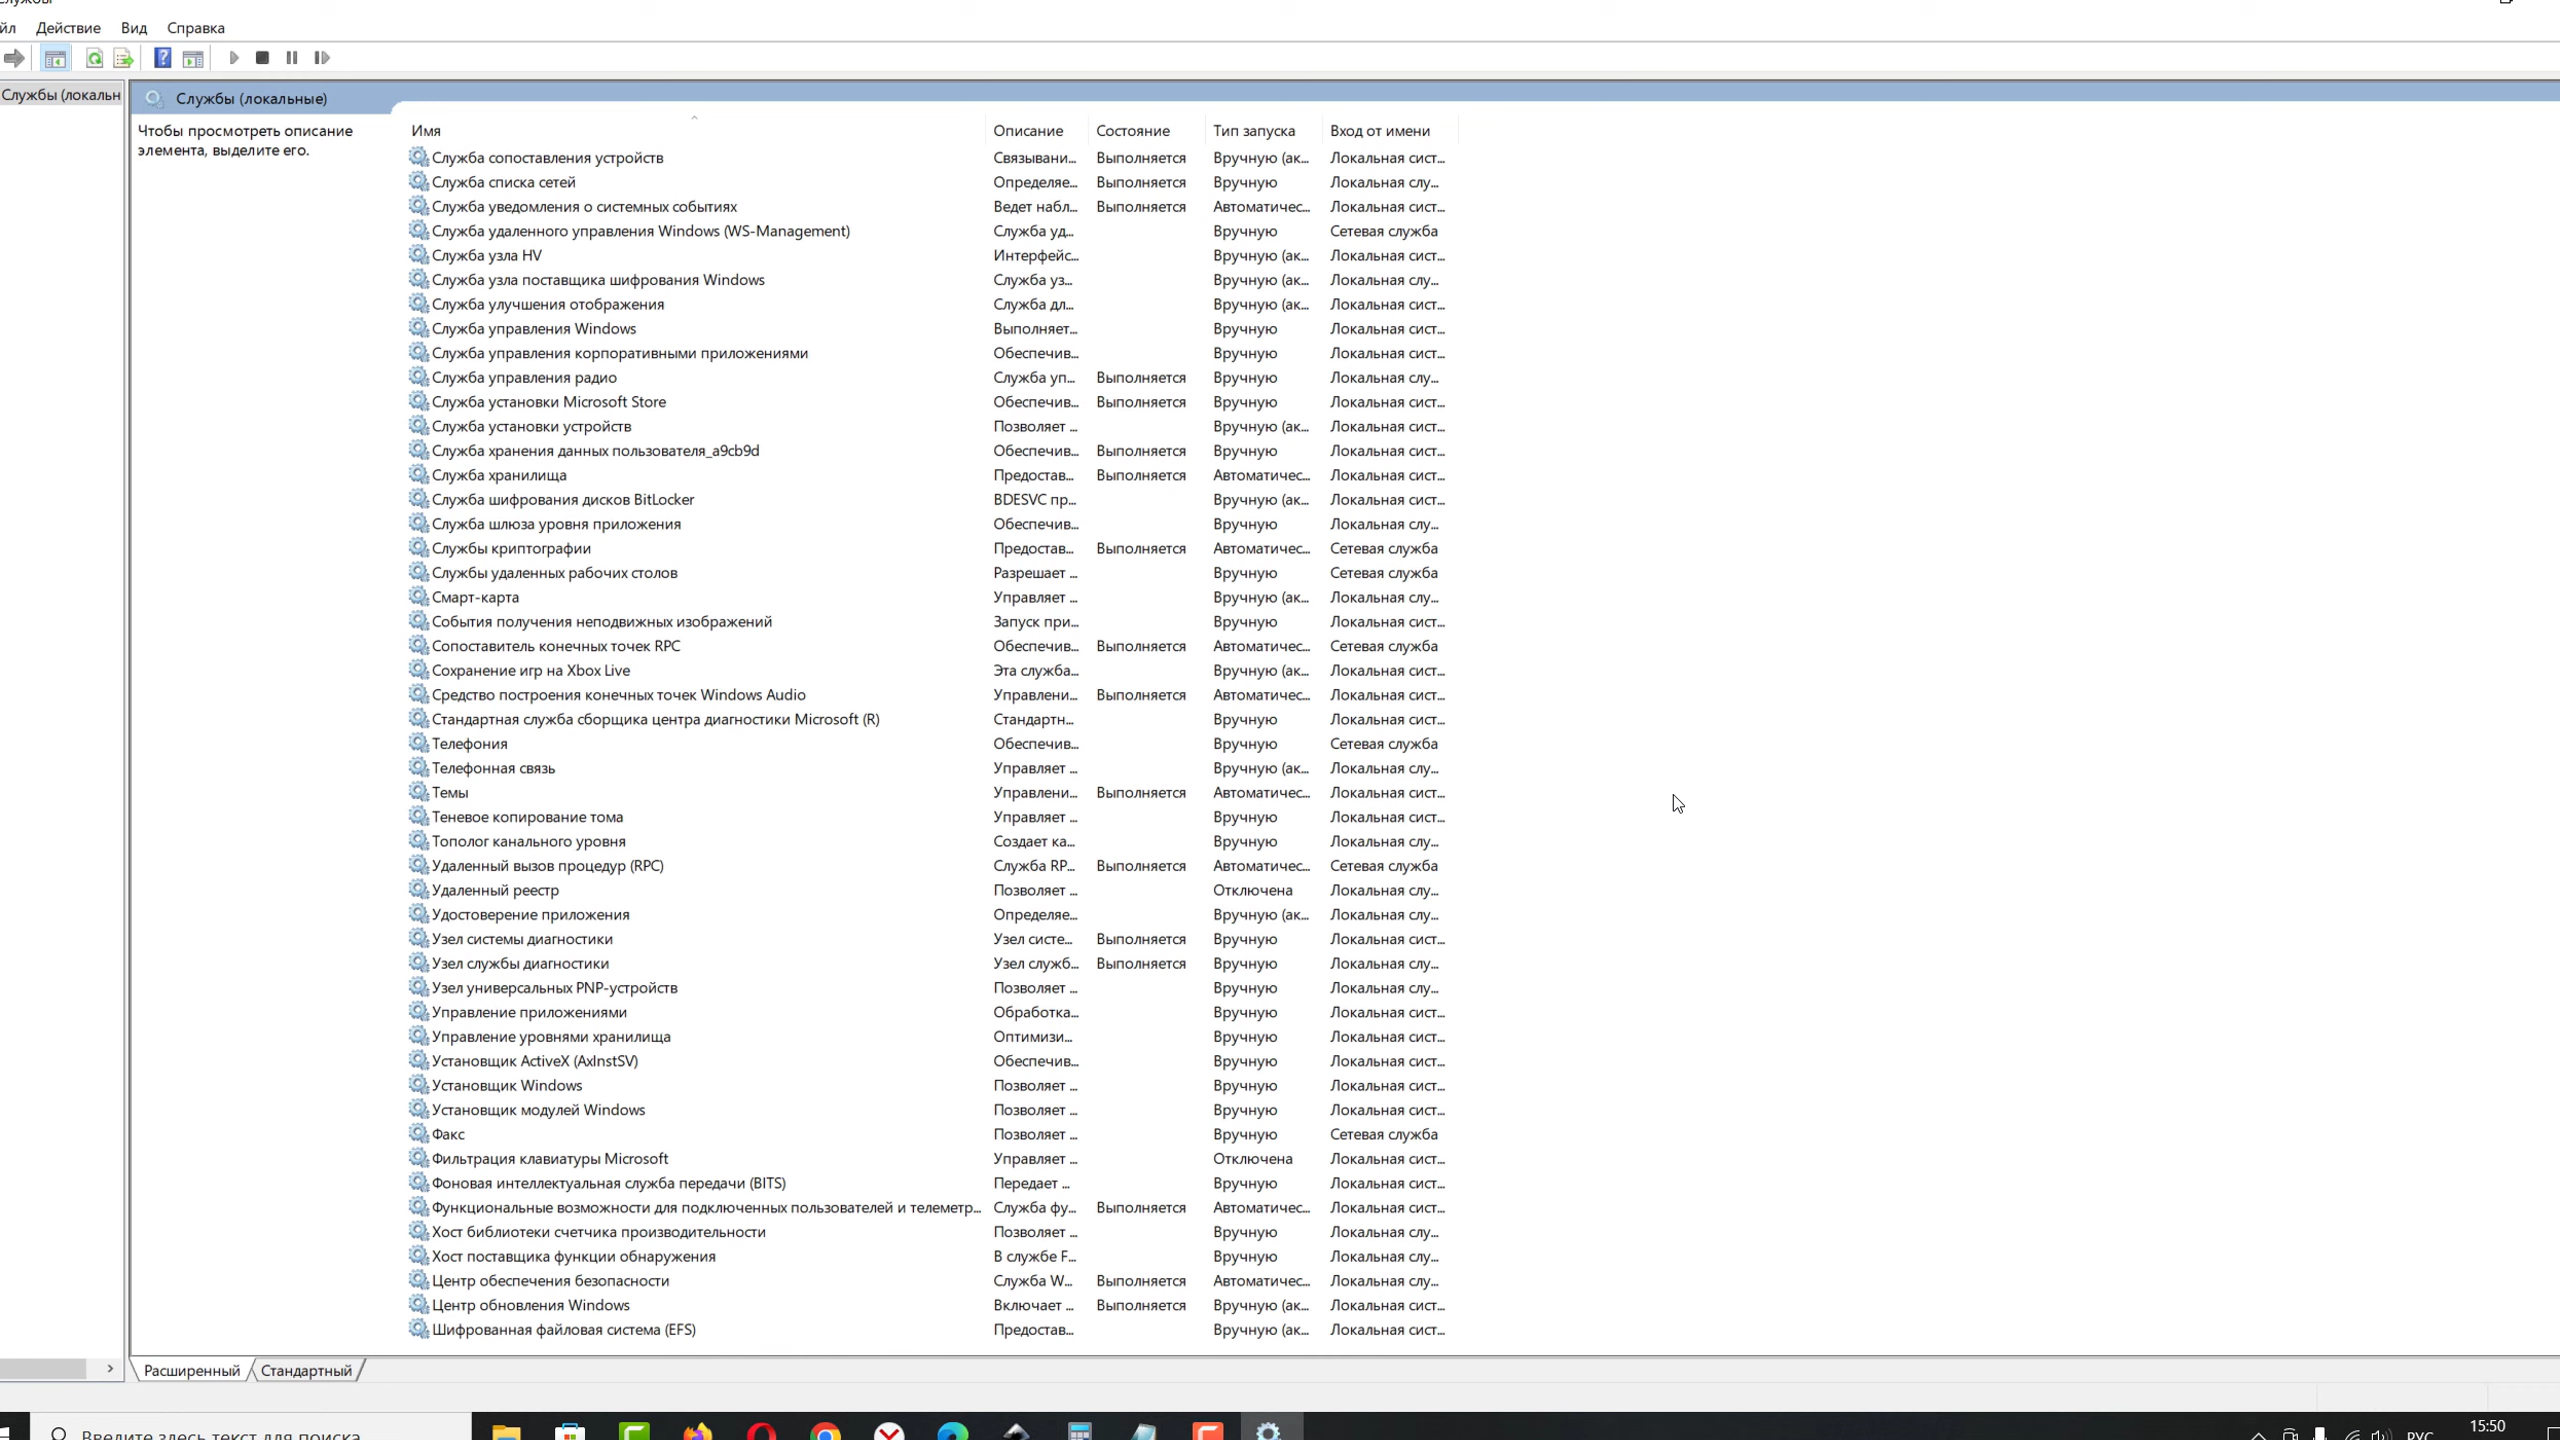 йл Действие Вид Справка
Службы (локальн
Службы (локальные)
Чтобы просмотреть описание
элемента, выделите его.
Имя Описание Состояние Тип запуска Вход от имени
Служба сопоставления устройств Связывани... Выполняется Вручную (ак... Локальная сист...
Служба списка сетей Определяе... Выполняется Вручную Локальная слу...
Служба уведомления о системных событиях Ведет набл... Выполняется Автоматичес... Локальная сист...
Служба удаленного управления Windows (WS-Management) Служба уд... Вручную Сетевая служба
Служба узла HV Интерфейс... Вручную (ак... Локальная сист...
Служба узла поставщика шифрования Windows Служба уз... Вручную (ак... Локальная слу...
Служба улучшения отображения Служба дл... Вручную (ак... Локальная сист...
Служба управления Windows Выполняет... Вручную Локальная сист...
Служба управления корпоративными приложениями Обеспечив... Вручную Локальная сист...
Служба управления радио Служба уп... Выполняется Вручную Локальная слу...
Служба установки Microsoft Store Обеспечив... Выполняется Вручную Локальная сист...
Служба установки устройств Позволяет ... Вручную (ак... Локальная сист...
Служба хранения данных пользователя_a9cb9d Обеспечив... Выполняется Вручную Локальная сист...
Служба хранилища Предостав... Выполняется Автоматичес... Локальная сист...
Служба шифрования дисков BitLocker BDESVC пр... Вручную (ак... Локальная сист...
Служба шлюза уровня приложения Обеспечив... Вручную Локальная слу...
Службы криптографии Предостав... Выполняется Автоматичес... Сетевая служба
Службы удаленных рабочих столов Разрешает ... Вручную Сетевая служба
Смарт-карта Управляет ... Вручную (ак... Локальная слу...
События получения неподвижных изображений Запуск при... Вручную Локальная сист...
Сопоставитель конечных точек RPC Обеспечив... Выполняется Автоматичес... Сетевая служба
Сохранение игр на Xbox Live Эта служба... Вручную (ак... Локальная сист...
Средство построения конечных точек Windows Audio Управлени... Выполняется Автоматичес... Локальная сист...
Стандартная служба сборщика центра диагностики Microsoft (R) Стандартн... Вручную Локальная сист...
Телефония Обеспечив... Вручную Сетевая служба
Телефонная связь Управляет ... Вручную (ак... Локальная слу...
Темы Управлени... Выполняется Автоматичес... Локальная сист...
Теневое копирование тома Управляет ... Вручную Локальная сист...
Тополог канального уровня Создает ка... Вручную Локальная слу...
Удаленный вызов процедур (RPC) Служба RP... Выполняется Автоматичес... Сетевая служба
Удаленный реестр Позволяет ... Отключена Локальная слу...
Удостоверение приложения Определяе... Вручную (ак... Локальная слу...
Узел системы диагностики Узел систе... Выполняется Вручную Локальная сист...
Узел службы диагностики Узел служб... Выполняется Вручную Локальная слу...
Узел универсальных PNP-устройств Позволяет ... Вручную Локальная слу...
Управление приложениями Обработка... Вручную Локальная сист...
Управление уровнями хранилища Оптимизи... Вручную Локальная сист...
Установщик ActiveX (AxInstSV) Обеспечив... Вручную Локальная сист...
Установщик Windows Позволяет ... Вручную Локальная сист...
Установщик модулей Windows Позволяет ... Вручную Локальная сист...
Факс Позволяет ... Вручную Сетевая служба
Фильтрация клавиатуры Microsoft Управляет ... Отключена Локальная сист...
Фоновая интеллектуальная служба передачи (BITS) Передает ... Вручную Локальная сист...
Функциональные возможности для подключенных пользователей и телеметр... Служба фу... Выполняется Автоматичес... Локальная сист...
Хост библиотеки счетчика производительности Позволяет ... Вручную Локальная слу...
Хост поставщика функции обнаружения В службе F... Вручную Локальная слу...
Центр обеспечения безопасности Служба W... Выполняется Автоматичес... Локальная слу...
Центр обновления Windows Включает ... Выполняется Вручную (ак... Локальная сист...
Шифрованная файловая система (EFS) Предостав... Вручную (ак... Локальная сист...
Расширенный Стандартный
Введите здесь текст для поиска
РУС 15:50